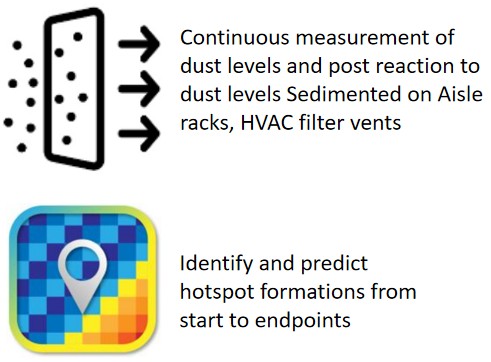 Continuous measurement of
dust levels and post reaction to
dust levels Sedimented on Aisle
racks, HVAC filter vents
Identify and predict
hotspot formations from
start to endpoints